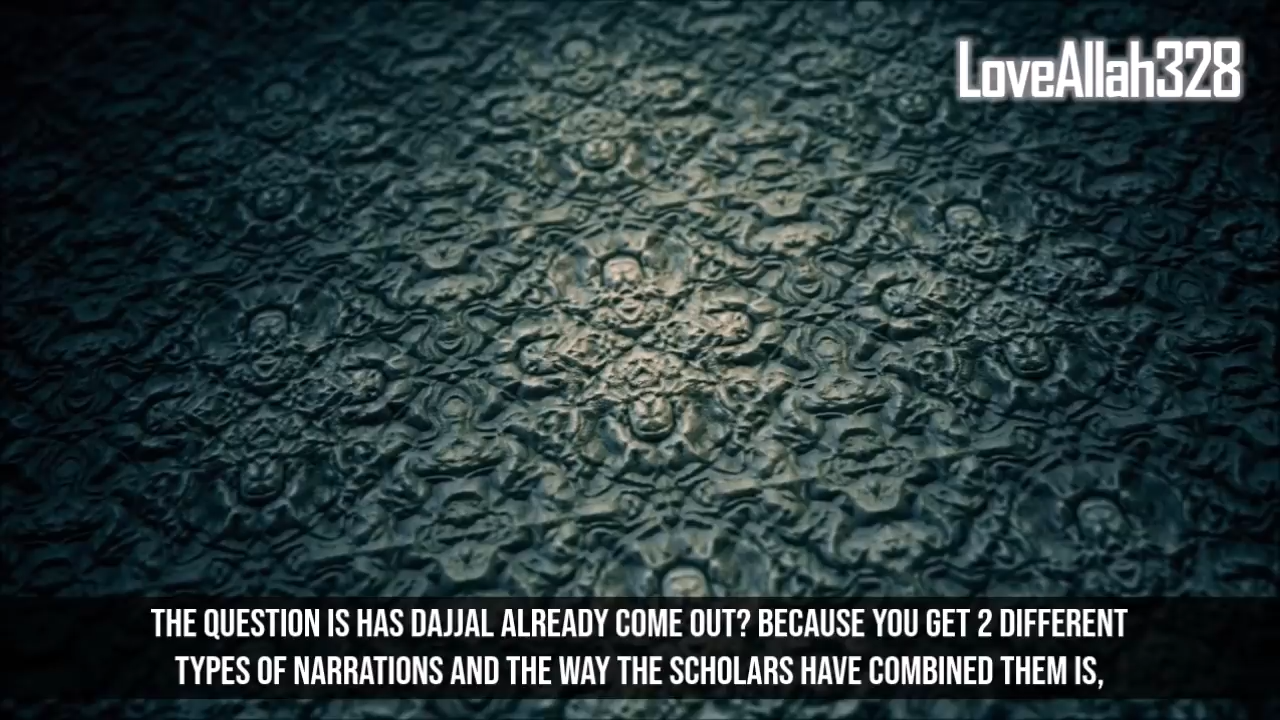 LoveAllah328
THE QUESTION IS HAS DAJJAL ALREADY COME OUT? BECAUSE YOU GET 2 DIFFERENT
TYPES OF NARRATIONS AND THE WAY THE SCHOLARS HAVE COMBINED THEM IS,